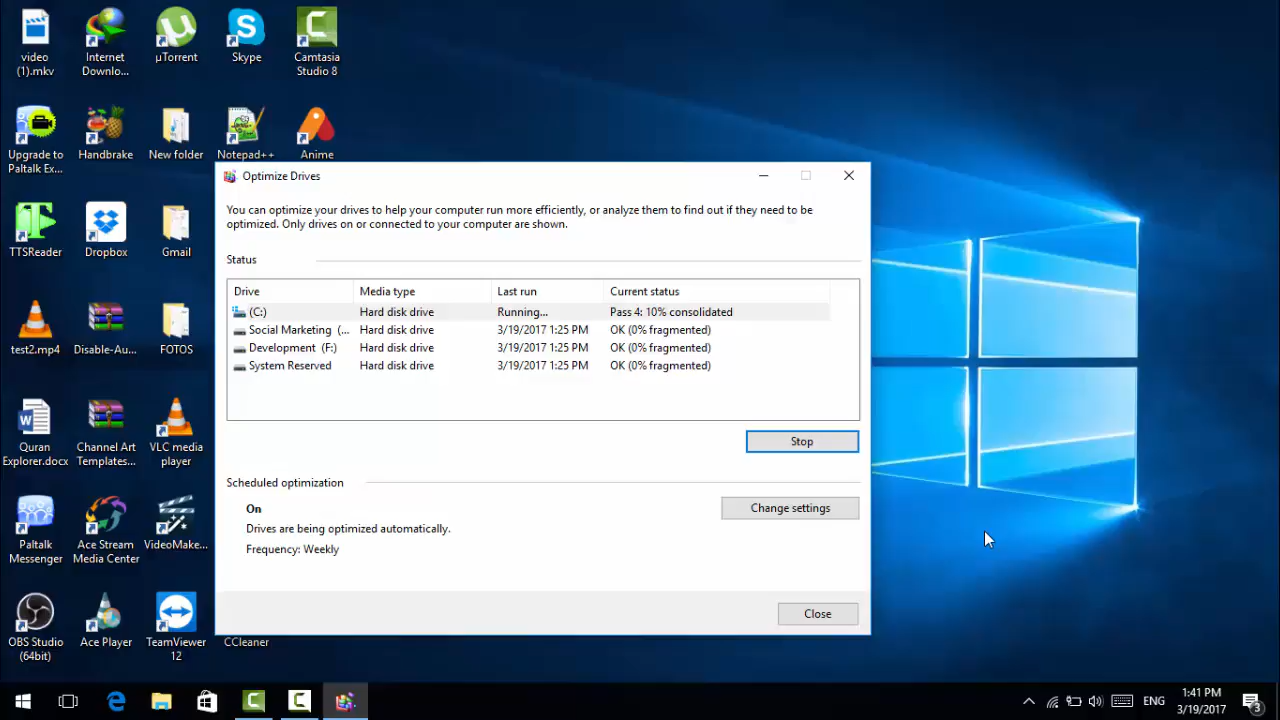 video
(1).mkv
Internet
Downlo...
µTorrent
Skype
Camtasia
Studio 8
Upgrade to
Paltalk Ex...
Handbrake
New folder
Notepad++
Anime
TTSReader
Dropbox
Gmail
test2.mp4
Disable-Au...
FOTOS
Quran
Explorer.docx
Channel Art
Templates...
VLC media
player
Paltalk
Messenger
Ace Stream
Media Center
VideoMake...
OBS Studio
(64bit)
Ace Player
TeamViewer
12
CCleaner
Optimize Drives
You can optimize your drives to help your computer run more efficiently, or analyze them to find out if they need to be
optimized. Only drives on or connected to your computer are shown.
Status
Drive Media type Last run Current status
(C:) Hard disk drive Running... Pass 4: 10% consolidated
Social Marketing (... Hard disk drive 3/19/2017 1:25 PM OK (0% fragmented)
Development (F:) Hard disk drive 3/19/2017 1:25 PM OK (0% fragmented)
System Reserved Hard disk drive 3/19/2017 1:25 PM OK (0% fragmented)
Stop
Scheduled optimization
On
Change settings
Drives are being optimized automatically.
Frequency: Weekly
Close
ENG
1:41 PM
3/19/2017
3